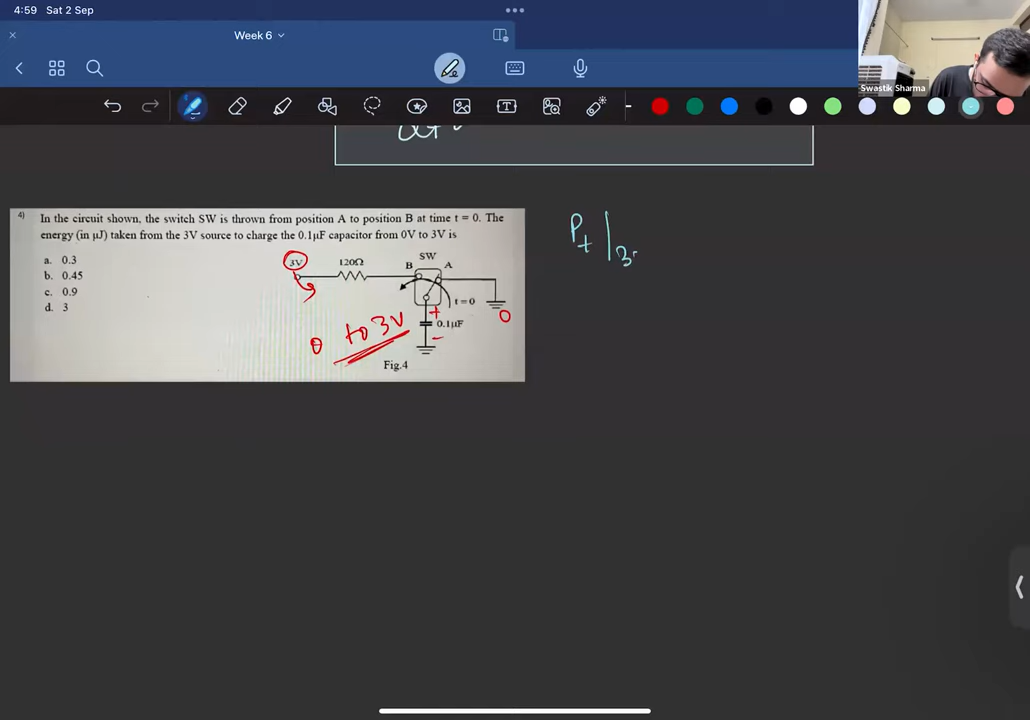 4:59 Sat 2 Sep
Week 6
Swastik Sharma
4) In the circuit shown, the switch SW is thrown from position A to position B at time t = 0. The
energy (in μJ) taken from the 3V source to charge the 0.1μF capacitor from 0V to 3V is
a. 0.3
b. 0.45
c. 0.9
d. 3
3V
120Ω
B
SW
A
t=0
+
0.1μF
-
0
0 to 3V
Fig.4
P+ | 3